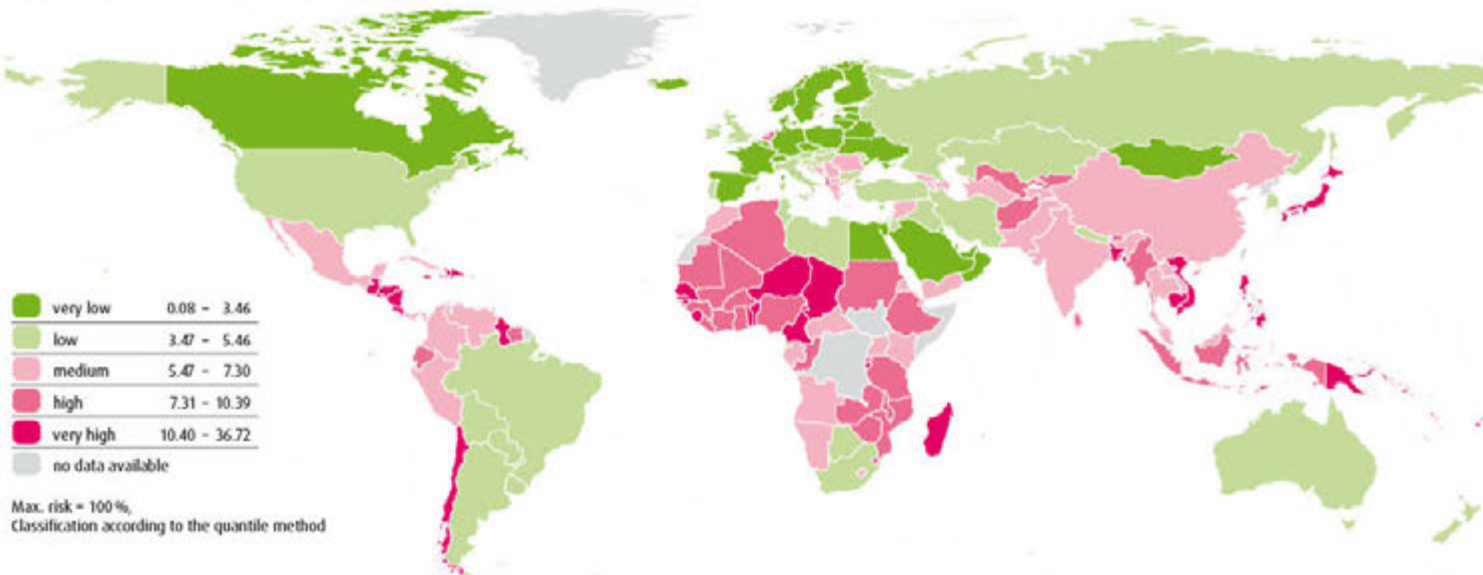 very low 0.08 – 3.46
low 3.47 – 5.46
medium 5.47 – 7.30
high 7.31 – 10.39
very high 10.40 – 36.72
no data available
Max. risk = 100%,
Classification according to the quantile method